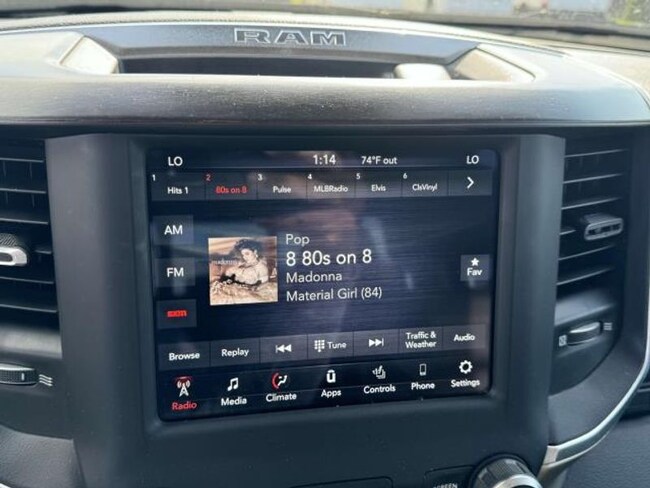 RAM
LO 1:14 74°F out LO
1 Hits 1 2 80s on 8 3 Pulse 4 MLBRadio 5 Elvis 6 ClsVinyl
AM
FM
SXM
Pop
8 80s on 8
Madonna
Material Girl (84)
Fav
Browse Replay Tune Traffic & Weather Audio
Radio Media Climate Apps Controls Phone Settings
SCREEN